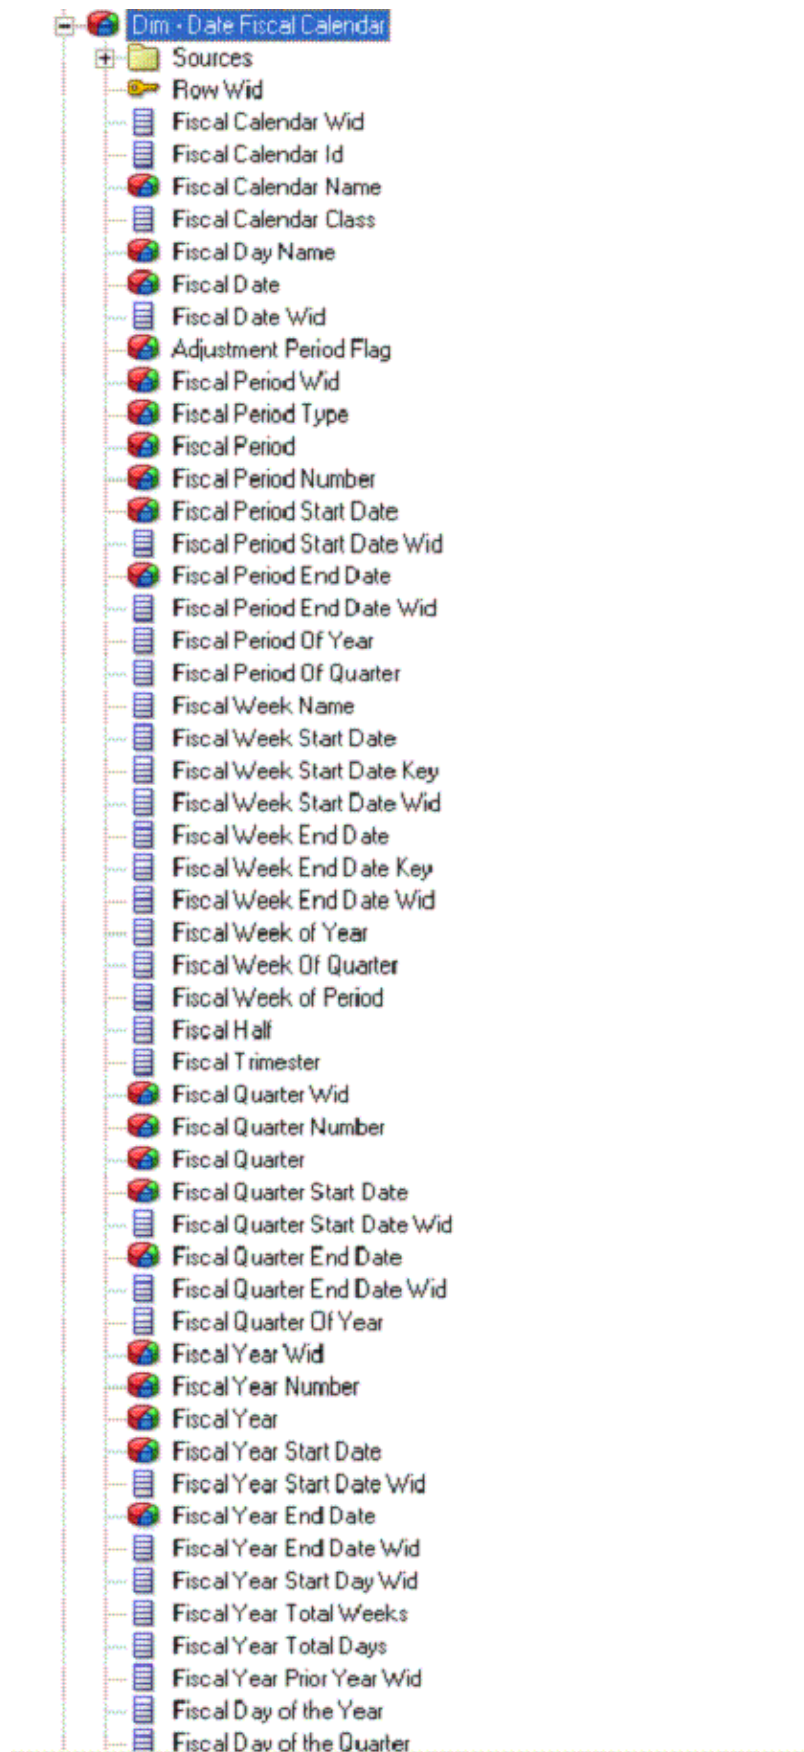 Dim - Date Fiscal Calendar
Sources
Row Wid
Fiscal Calendar Wid
Fiscal Calendar Id
Fiscal Calendar Name
Fiscal Calendar Class
Fiscal Day Name
Fiscal Date
Fiscal Date Wid
Adjustment Period Flag
Fiscal Period Wid
Fiscal Period Type
Fiscal Period
Fiscal Period Number
Fiscal Period Start Date
Fiscal Period Start Date Wid
Fiscal Period End Date
Fiscal Period End Date Wid
Fiscal Period Of Year
Fiscal Period Of Quarter
Fiscal Week Name
Fiscal Week Start Date
Fiscal Week Start Date Key
Fiscal Week Start Date Wid
Fiscal Week End Date
Fiscal Week End Date Key
Fiscal Week End Date Wid
Fiscal Week of Year
Fiscal Week Of Quarter
Fiscal Week of Period
Fiscal Half
Fiscal Trimester
Fiscal Quarter Wid
Fiscal Quarter Number
Fiscal Quarter
Fiscal Quarter Start Date
Fiscal Quarter Start Date Wid
Fiscal Quarter End Date
Fiscal Quarter End Date Wid
Fiscal Quarter Of Year
Fiscal Year Wid
Fiscal Year Number
Fiscal Year
Fiscal Year Start Date
Fiscal Year Start Date Wid
Fiscal Year End Date
Fiscal Year End Date Wid
Fiscal Year Start Day Wid
Fiscal Year Total Weeks
Fiscal Year Total Days
Fiscal Year Prior Year Wid
Fiscal Day of the Year
Fiscal Day of the Quarter